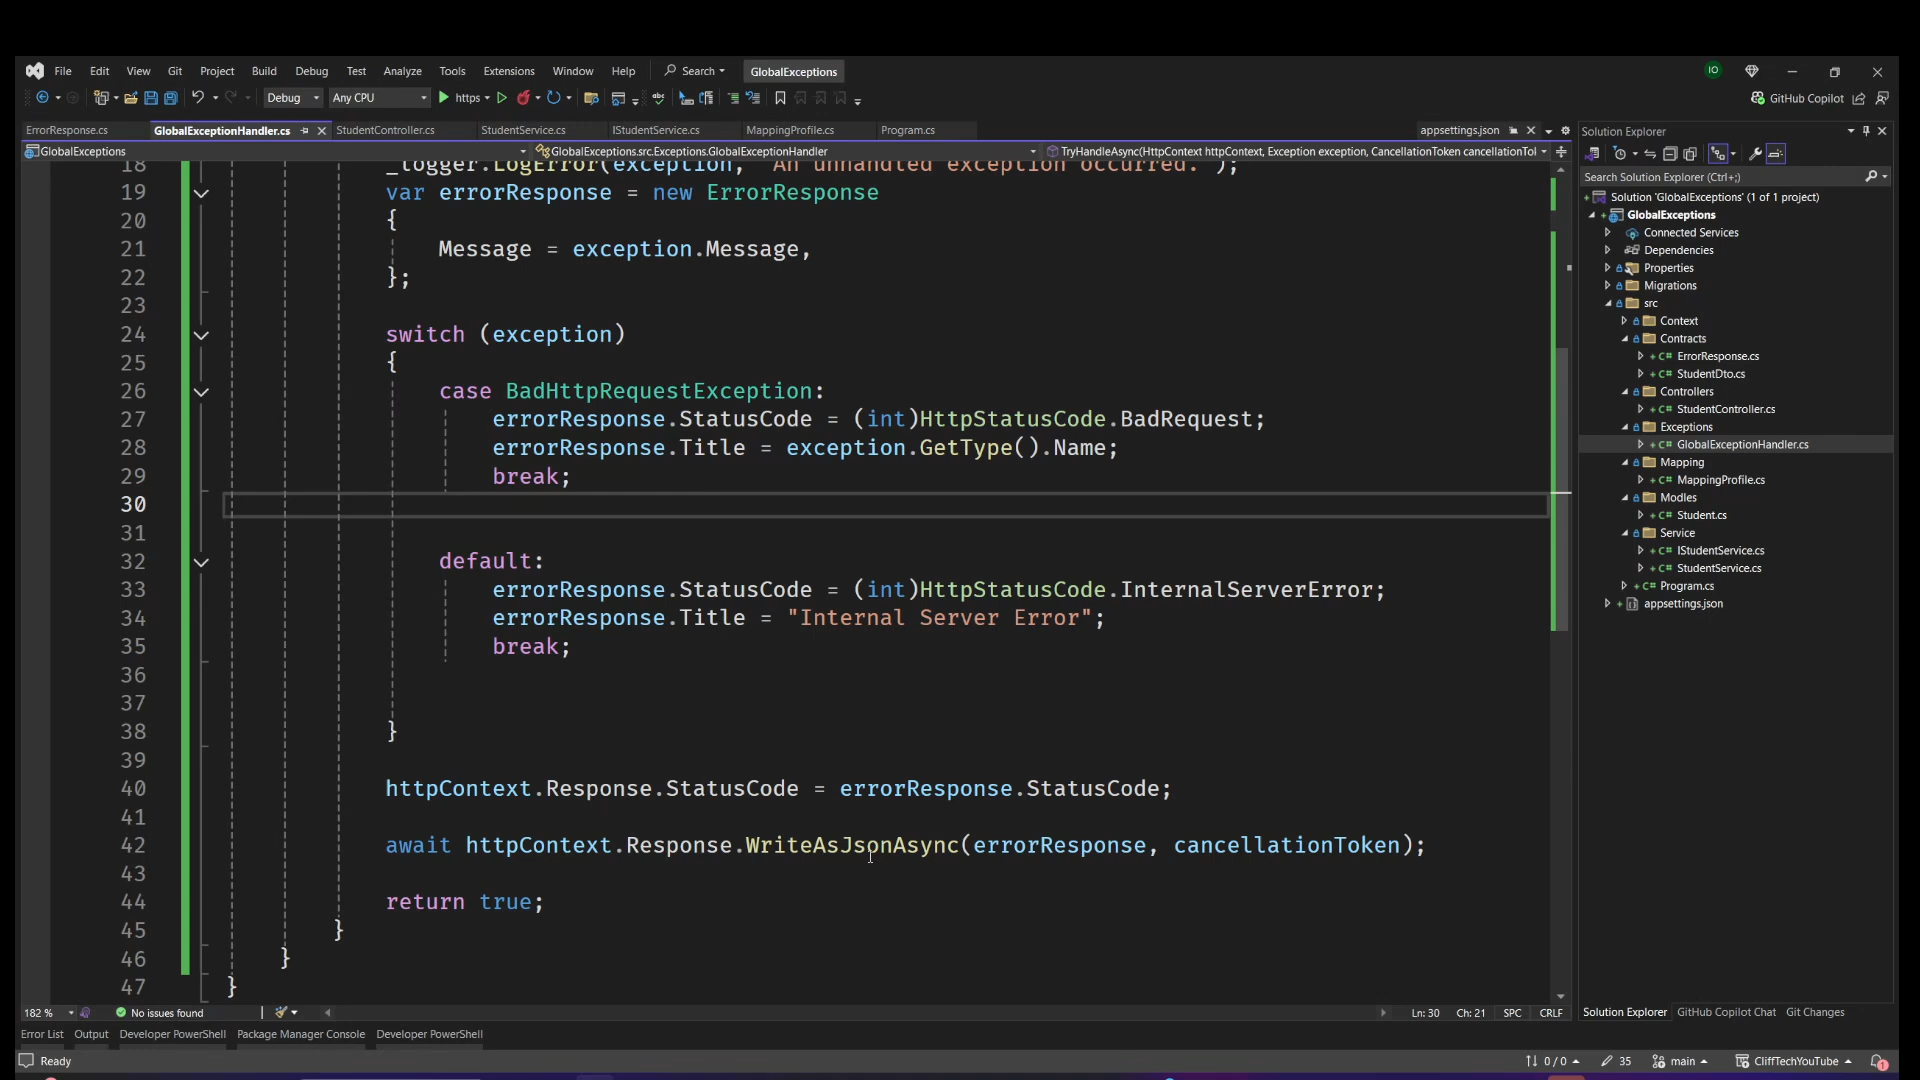 File Edit View Git Project Build Debug Test Analyze Tools Extensions Window Help Search GlobalExceptions IO
Debug Any CPU https GitHub Copilot
ErrorResponse.cs GlobalExceptionHandler.cs StudentController.cs StudentService.cs IStudentService.cs MappingProfile.cs Program.cs appsettings.json
GlobalExceptions GlobalExceptions.src.Exceptions.GlobalExceptionHandler TryHandleAsync(HttpContext httpContext, Exception exception, CancellationToken cancellationTol
18 _logger.LogError(exception, "An unhandled exception occurred.");
19 var errorResponse = new ErrorResponse
20 {
21 Message = exception.Message,
22 };
23
24 switch (exception)
25 {
26 case BadHttpRequestException:
27 errorResponse.StatusCode = (int)HttpStatusCode.BadRequest;
28 errorResponse.Title = exception.GetType().Name;
29 break;
30
31
32 default:
33 errorResponse.StatusCode = (int)HttpStatusCode.InternalServerError;
34 errorResponse.Title = "Internal Server Error";
35 break;
36
37
38 }
39
40 httpContext.Response.StatusCode = errorResponse.StatusCode;
41
42 await httpContext.Response.WriteAsJsonAsync(errorResponse, cancellationToken);
43
44 return true;
45 }
46 }
47 }
182 % No issues found Ln: 30 Ch: 21 SPC CRLF
Error List Output Developer PowerShell Package Manager Console Developer PowerShell
Solution Explorer
Search Solution Explorer (Ctrl+;)
Solution 'GlobalExceptions' (1 of 1 project)
GlobalExceptions
Connected Services
Dependencies
Properties
Migrations
src
Context
Contracts
C# ErrorResponse.cs
C# StudentDto.cs
Controllers
C# StudentController.cs
Exceptions
C# GlobalExceptionHandler.cs
Mapping
C# MappingProfile.cs
Modles
C# Student.cs
Service
C# IStudentService.cs
C# StudentService.cs
C# Program.cs
appsettings.json
Solution Explorer GitHub Copilot Chat Git Changes
Ready 0 / 0 35 main CliffTechYouTube 1